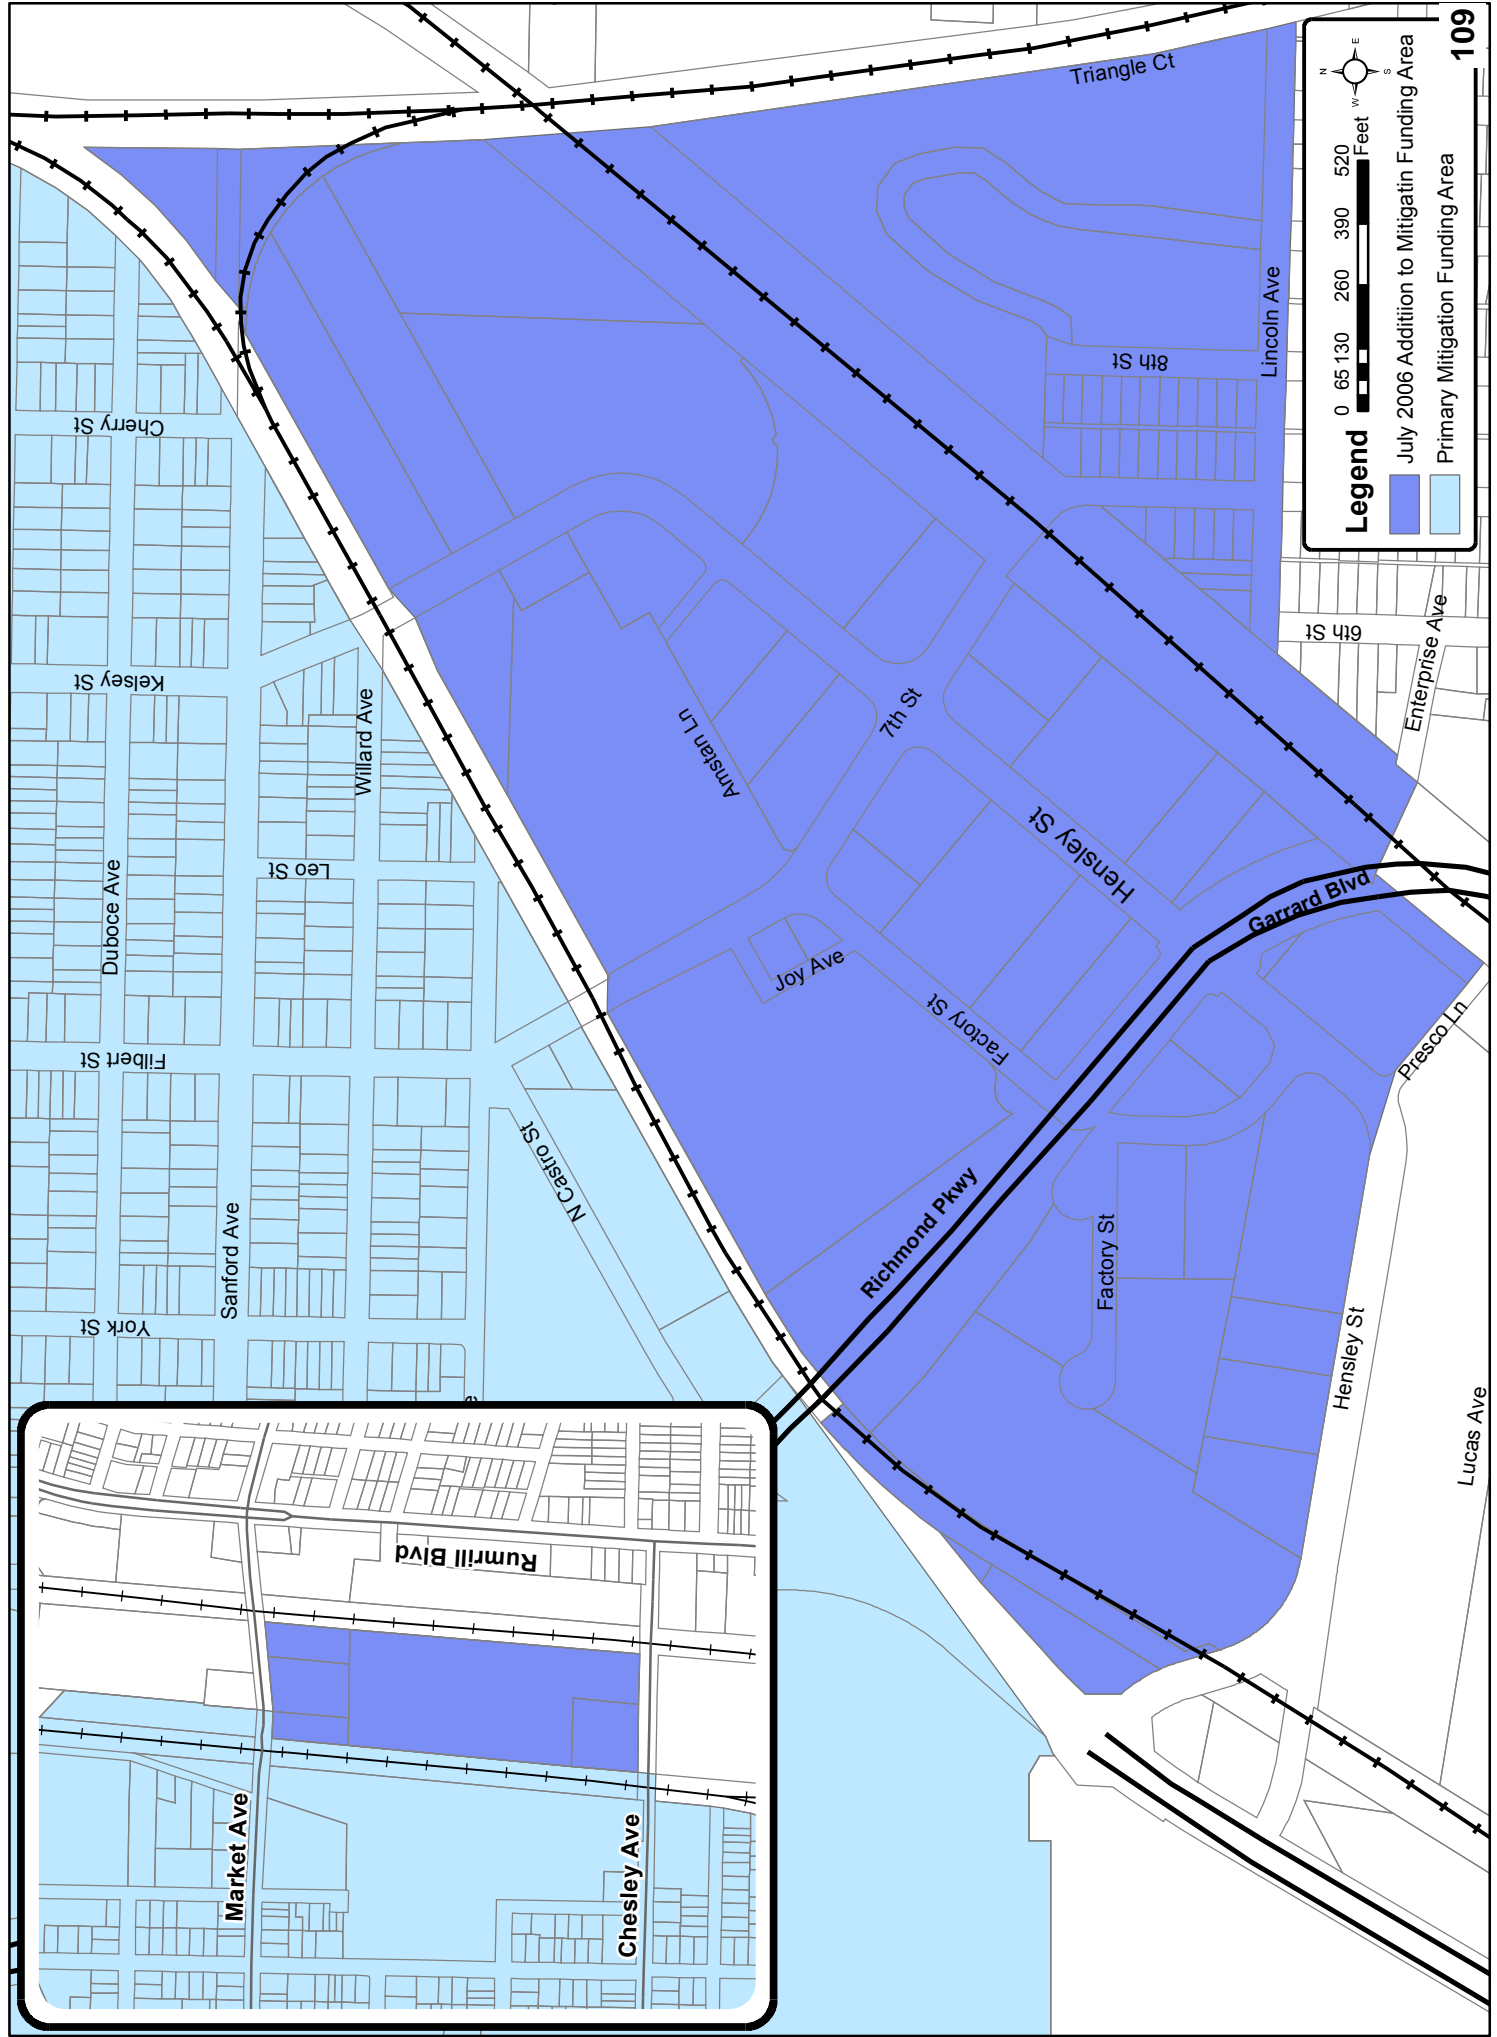 Cherry St
Kelsey St
Willard Ave
Leo St
Duboce Ave
Filbert St
Sanford Ave
York St
N Castro St
Triangle Ct
Lincoln Ave
8th St
6th St
Enterprise Ave
Amstan Ln
7th St
Hensley St
Joy Ave
Factory St
Garrard Blvd
Richmond Pkwy
Presco Ln
Factory St
Hensley St
Lucas Ave
Market Ave
Chesley Ave
Rumrill Blvd
Legend
0 65 130 260 390 520
Feet
N
E
S
W
July 2006 Addition to Mitigatin Funding Area
Primary Mitigation Funding Area
109